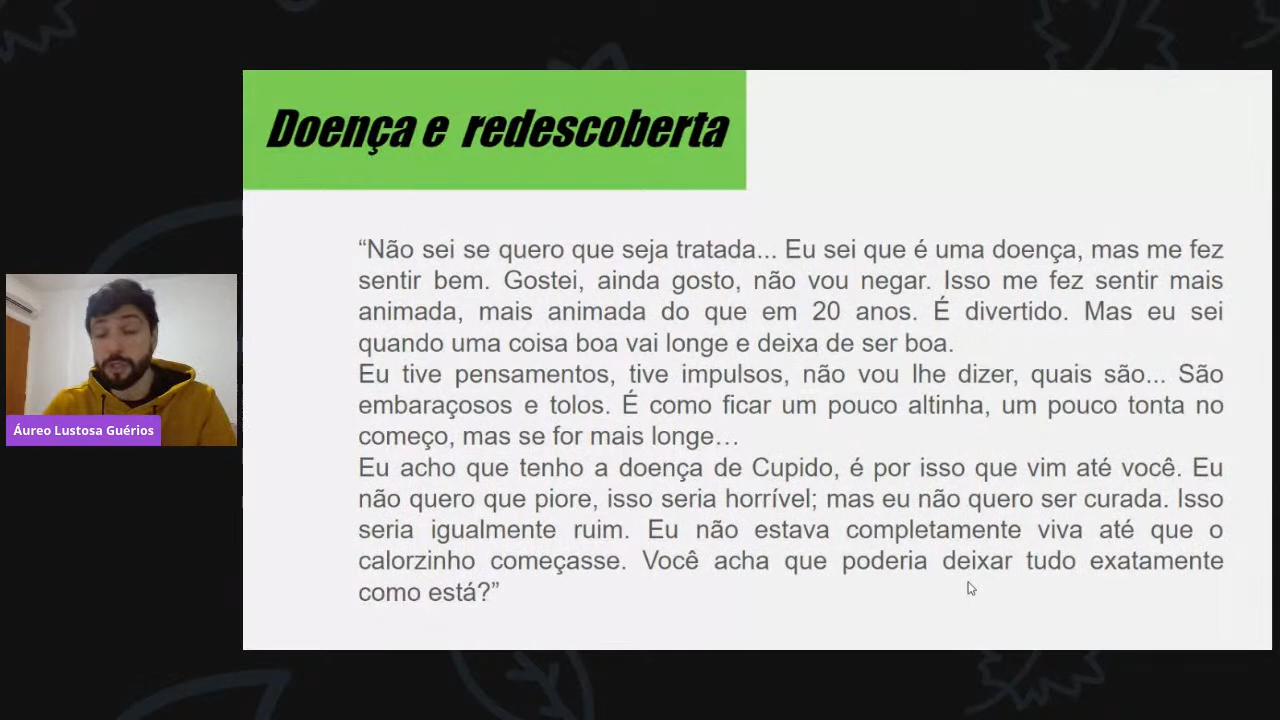 Doença e redescoberta
“Não sei se quero que seja tratada... Eu sei que é uma doença, mas me fez
sentir bem. Gostei, ainda gosto, não vou negar. Isso me fez sentir mais
animada, mais animada do que em 20 anos. É divertido. Mas eu sei
quando uma coisa boa vai longe e deixa de ser boa.
Eu tive pensamentos, tive impulsos, não vou lhe dizer, quais são... São
embaraçosos e tolos. É como ficar um pouco altinha, um pouco tonta no
começo, mas se for mais longe…
Eu acho que tenho a doença de Cupido, é por isso que vim até você. Eu
não quero que piore, isso seria horrível; mas eu não quero ser curada. Isso
seria igualmente ruim. Eu não estava completamente viva até que o
calorzinho começasse. Você acha que poderia deixar tudo exatamente
como está?”
Áureo Lustosa Guérios